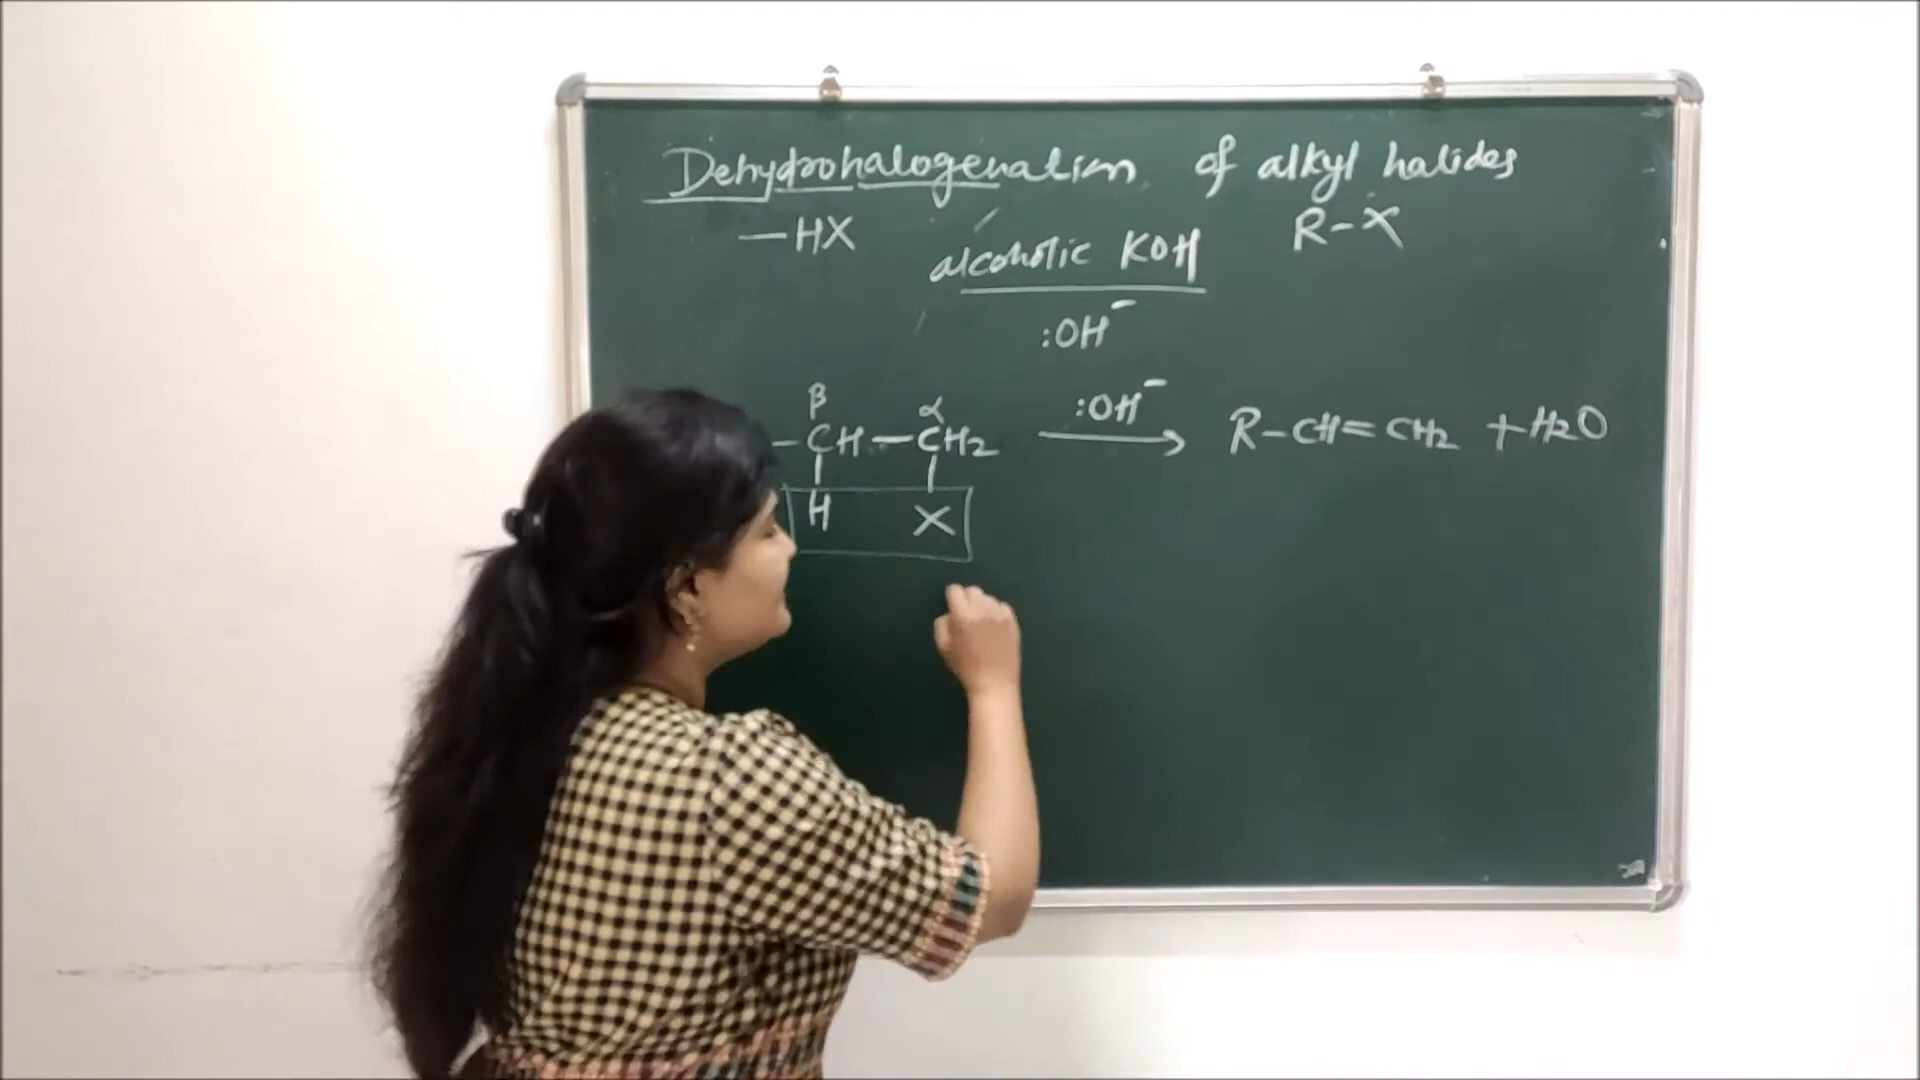 Dehydrohalogenation of alkyl halides
—HX
R-X
alcoholic KOH
:OH⁻
β α
-CH-CH2 :OH⁻ → R-CH=CH2 + H2O
H X